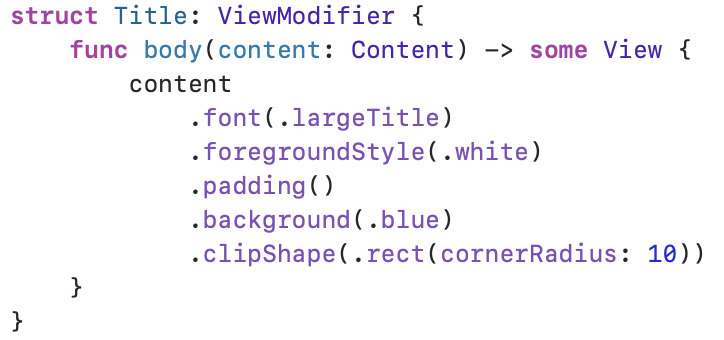 struct Title: ViewModifier {
    func body(content: Content) -> some View {
        content
            .font(.largeTitle)
            .foregroundStyle(.white)
            .padding()
            .background(.blue)
            .clipShape(.rect(cornerRadius: 10))
    }
}